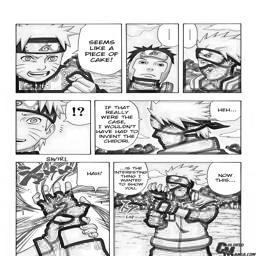 SEEMS
LIKE A
PIECE OF
CAKE!
HEH...
IF THAT
REALLY
WERE THE
CASE,
I WOULDN'T
HAVE HAD TO
INVENT THE
CHIDORI.
!?
NOW
THIS...
...IS THE
INTERESTING
THING I
WANTED TO
SHOW YOU.
HAH!
SWIRL